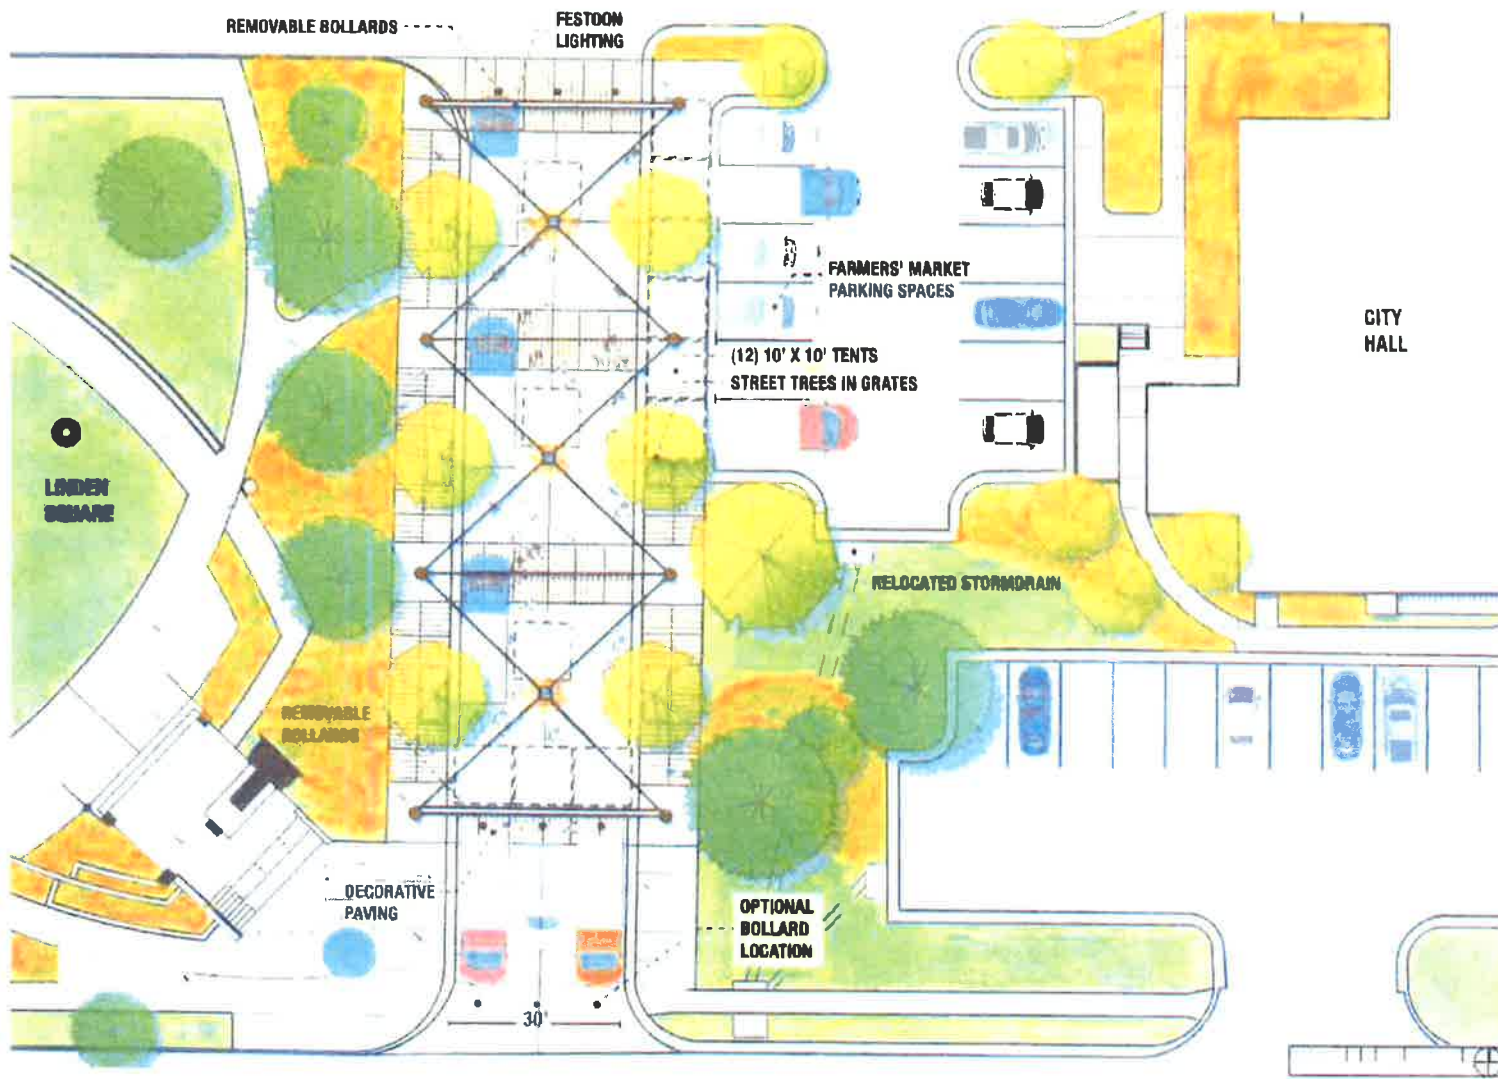 REMOVABLE BOLLARDS
FESTOON
LIGHTING
FARMERS' MARKET
PARKING SPACES
CITY
HALL
(12) 10' X 10' TENTS
STREET TREES IN GRATES
LINDEN
SQUARE
RELOCATED STORMDRAIN
REMOVABLE
BOLLARDS
DECORATIVE
PAVING
OPTIONAL
BOLLARD
LOCATION
30'